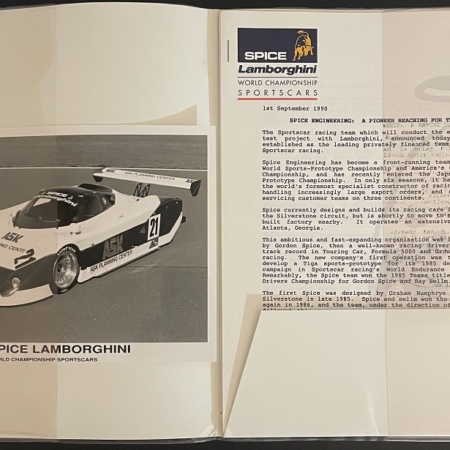 SPICE
Lamborghini
WORLD CHAMPIONSHIP
SPORTSCARS
1st September 1990
SPICE ENGINEERING: A PIONEER REACHING FOR
The Sportscar racing team which will conduct the
test project with Lamborghini, announced today
established as the leading privately financed team
Sportscar racing.
Spice Engineering has become a front-running team
World Sports-Prototype Championship and America's
Championship, and has recently entered the
Prototype Championship. In only six seasons, it
the world's foremost specialist constructor of racing
handling increasingly large export orders, and
servicing customer teams on three continents.
Spice currently designs and builds its racing cars
the Silverstone circuit, but is shortly to move to
built factory nearby. It operates an extensive
Atlanta, Georgia.
This ambitious and fast-expanding organisation was
by Gordon Spice, then a well-known racing driver
track record in Touring Car, Formula 5000 and
racing. The new company's first operation was
develop a Tiga sports-prototype for its 1985
campaign in Sportscar racing's World Endurance
Remarkably, the Spice team won the 1985 Teams title
Drivers Championship for Gordon Spice and Ray Bellm.
The first Spice was designed by Graham Humphrys
Silverstone in late 1985. Spice and Bellm won the
again in 1986, and the team, under the direction of
ASK
PLANNING CENTER
21
ASK
ASK PLANNING CENTER
SPICE LAMBORGHINI
WORLD CHAMPIONSHIP SPORTSCARS